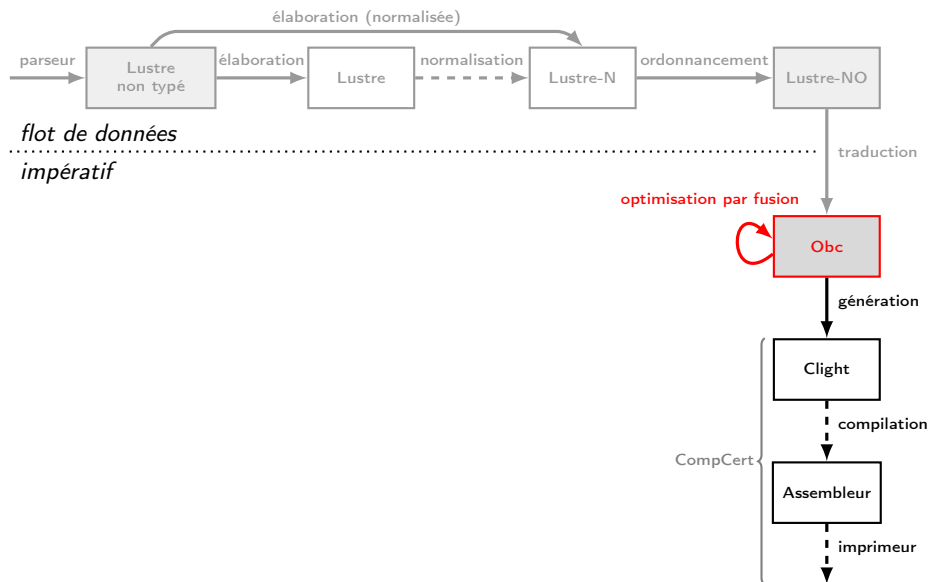 élaboration (normalisée)
parseur
Lustre
non typé
élaboration
Lustre
normalisation
Lustre-N
ordonnancement
Lustre-NO
flot de données
impératif
traduction
optimisation par fusion
Obc
génération
Clight
compilation
CompCert
Assembleur
imprimeur